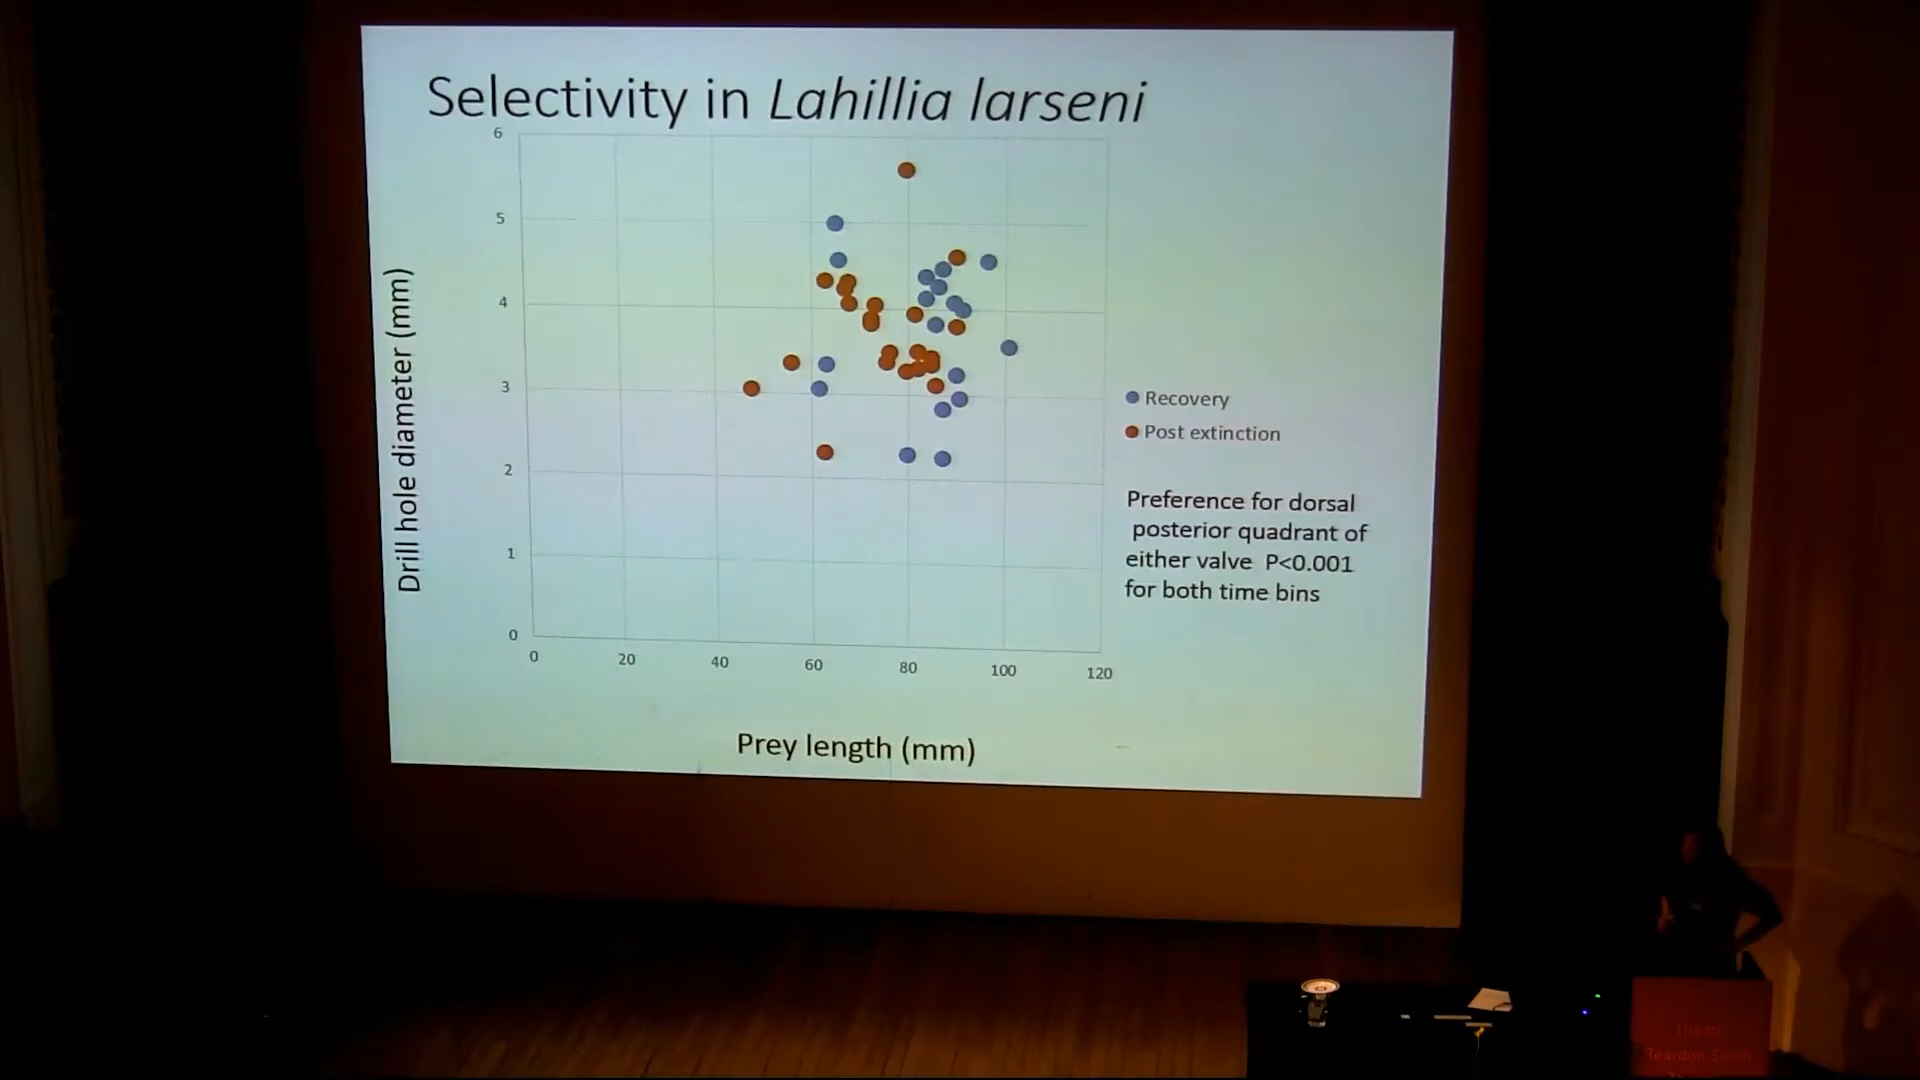 Selectivity in Lahillia larseni
6
5
4
3
2
1
0
Drill hole diameter (mm)
0 20 40 60 80 100 120
Prey length (mm)
Recovery
Post extinction
Preference for dorsal
posterior quadrant of
either valve P<0.001
for both time bins
Reardon Smith